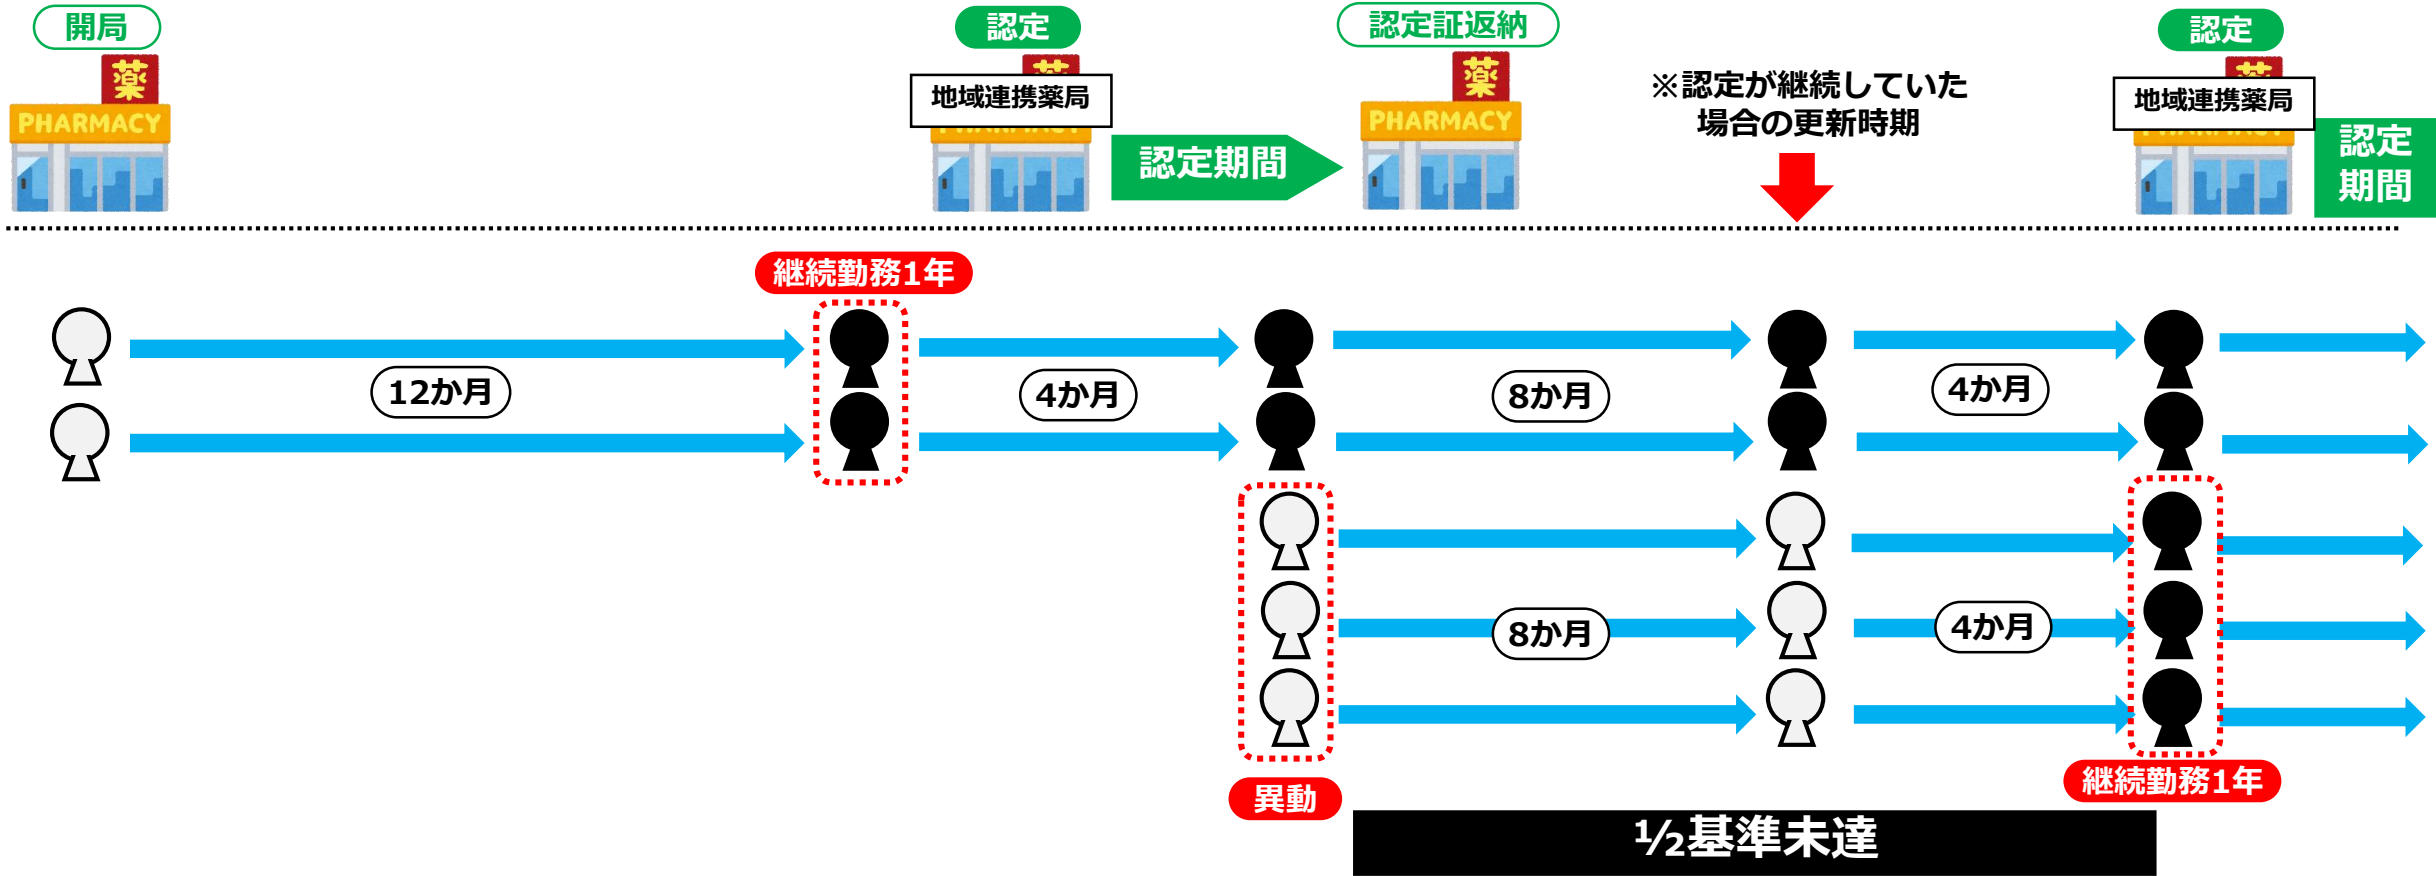 開局
認定
認定証返納
認定
薬
PHARMACY
地域連携薬局
薬
PHARMACY
地域連携薬局
※認定が継続していた
場合の更新時期
認定期間
認定
期間
継続勤務1年
12か月
4か月
8か月
4か月
8か月
4か月
異動
継続勤務1年
½基準未達